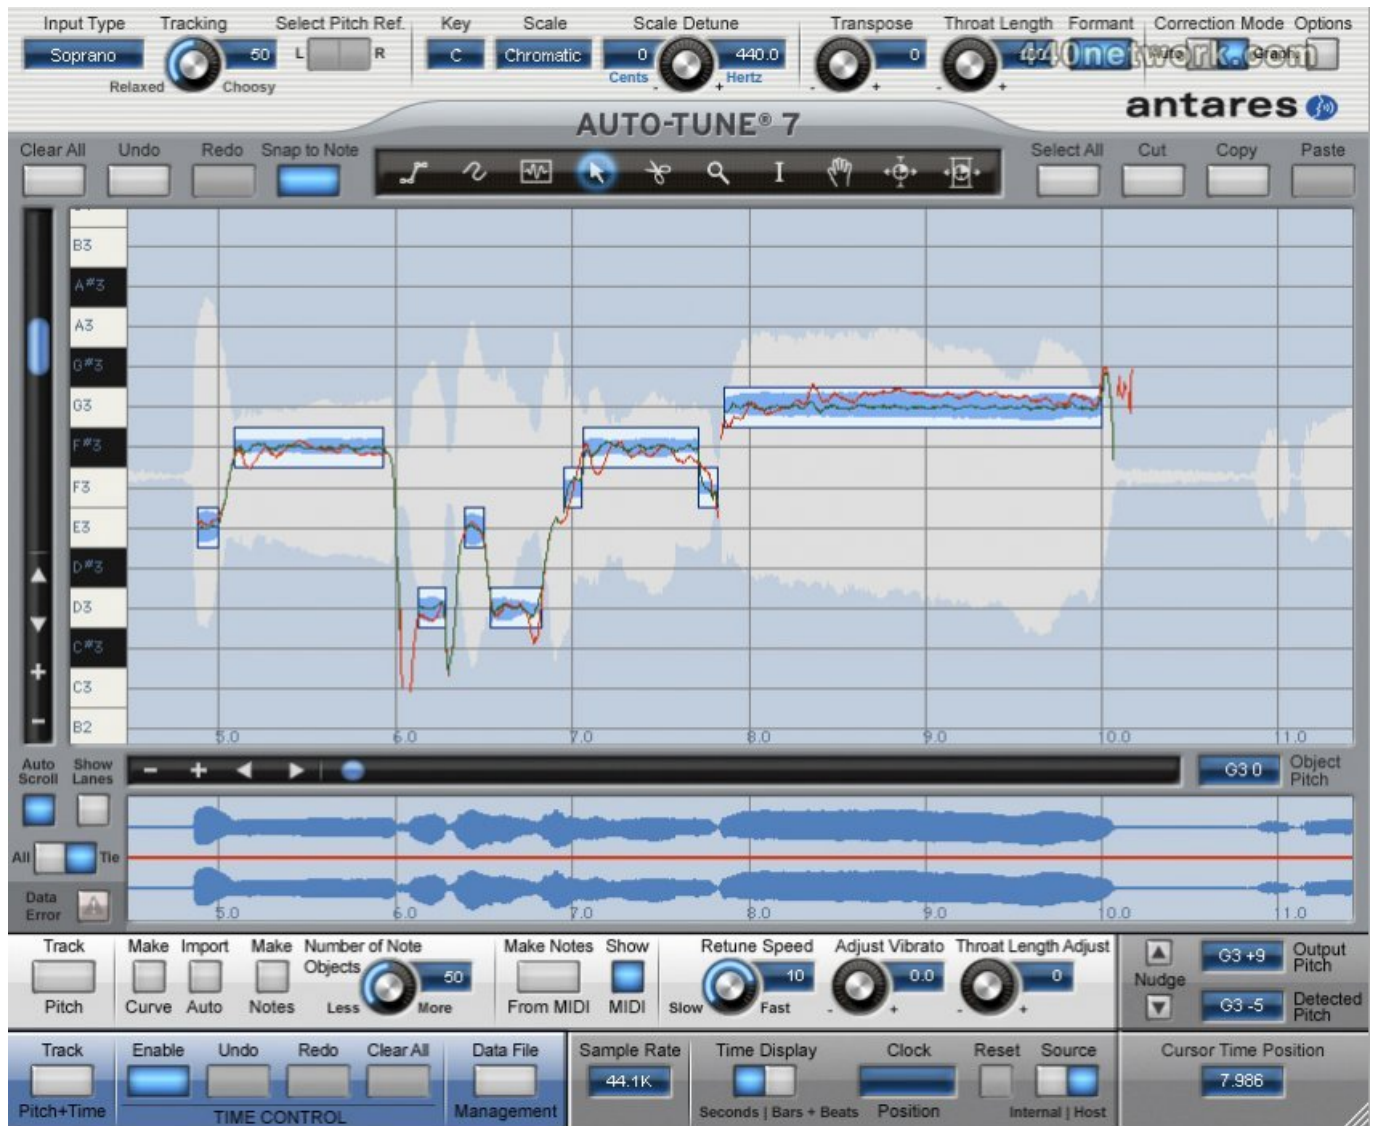 Input Type Tracking Select Pitch Ref. Key Scale Scale Detune Transpose Throat Length Formant Correction Mode Options
Soprano 50 L R C Chromatic 0 440.0 0 440network.com
Relaxed Choosy Cents - + Hertz - + - +
antares
AUTO-TUNE® 7
Clear All Undo Redo Snap to Note Select All Cut Copy Paste
B3
A#3
A3
G#3
G3
F#3
F3
E3
D#3
D3
C#3
C3
B2
5.0 6.0 7.0 8.0 9.0 10.0 11.0
Auto Scroll Show Lanes G3 0 Object Pitch
All Tie
Data Error
5.0 6.0 7.0 8.0 9.0 10.0 11.0
Track Make Import Make Number of Note Objects Make Notes Show Retune Speed Adjust Vibrato Throat Length Adjust
50 10 0.0 0
Pitch Curve Auto Notes Less More From MIDI MIDI Slow Fast - + - +
Nudge G3 +9 Output Pitch
G3 -5 Detected Pitch
Track Enable Undo Redo Clear All Data File Sample Rate Time Display Clock Reset Source Cursor Time Position
44.1K 7.986
Pitch+Time TIME CONTROL Management Seconds | Bars + Beats Position Internal | Host